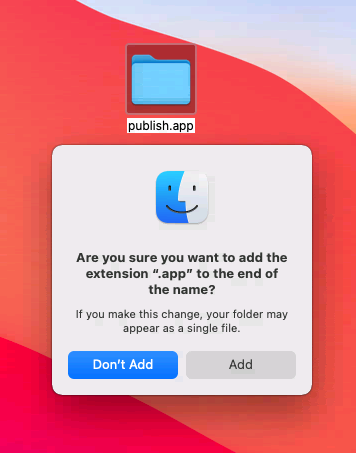 publish.app
Are you sure you want to add the
extension “.app” to the end of
the name?
If you make this change, your folder may
appear as a single file.
Don’t Add
Add